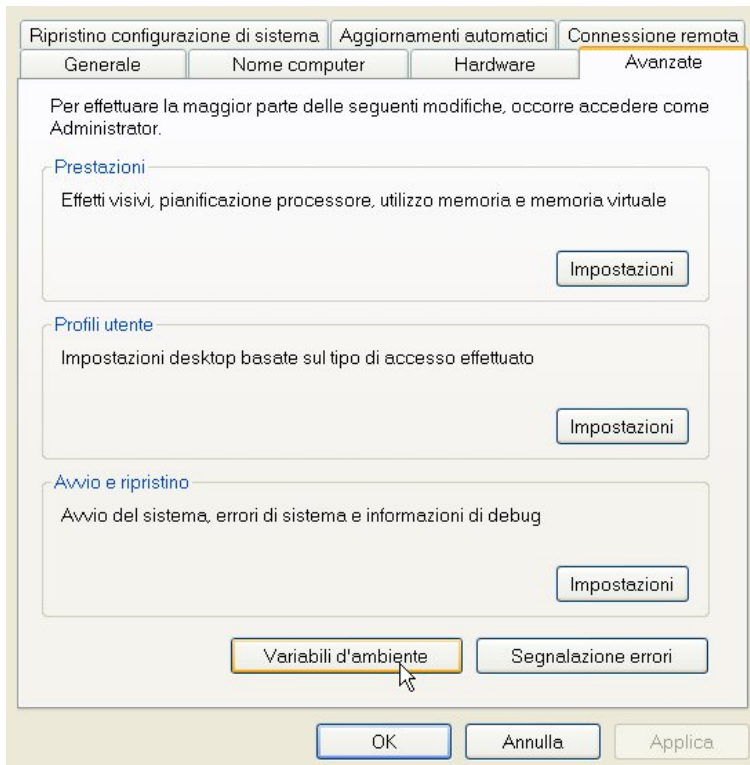 Ripristino configurazione di sistema Aggiornamenti automatici Connessione remota
Generale Nome computer Hardware Avanzate
Per effettuare la maggior parte delle seguenti modifiche, occorre accedere come
Administrator.
Prestazioni
Effetti visivi, pianificazione processore, utilizzo memoria e memoria virtuale
Impostazioni
Profili utente
Impostazioni desktop basate sul tipo di accesso effettuato
Impostazioni
Avvio e ripristino
Avvio del sistema, errori di sistema e informazioni di debug
Impostazioni
Variabili d'ambiente Segnalazione errori
OK Annulla Applica